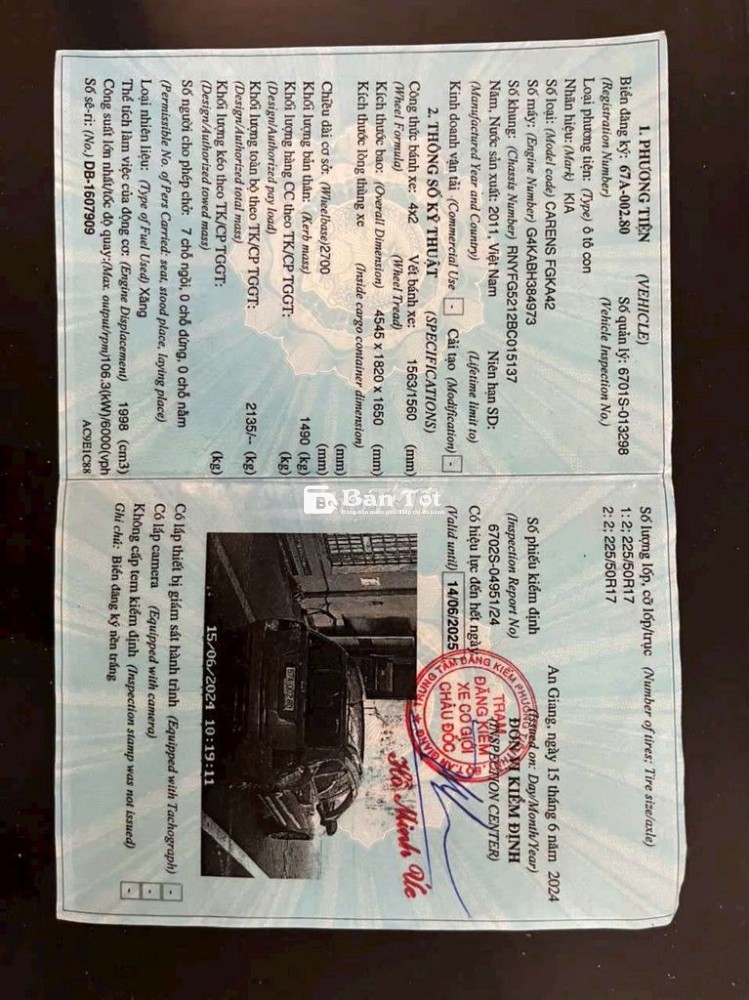 1. PHƯƠNG TIỆN (VEHICLE)
Biển đăng ký: 67A-002.80 Số quản lý: 6701S-013298
(Registration Number) (Vehicle Inspection No.)
Loại phương tiện: (Type) ô tô con
Nhãn hiệu: (Mark) KIA
Số loại: (Model code) CARENS FGKA42
Số máy: (Engine Number) G4KABH384973
Số khung: (Chassis Number) RNYFG5212BC015137
Năm, Nước sản xuất: 2011, Việt Nam Niên hạn SD:
(Manufactured Year and Country) (Lifetime limit to)
Kinh doanh vận tải (Commercial Use) - Cải tạo (Modification) -
2. THÔNG SỐ KỸ THUẬT (SPECIFICATIONS)
Công thức bánh xe: 4x2 Vết bánh xe: 1563/1560 (mm)
(Wheel Formula) (Wheel Tread)
Kích thước bao: (Overall Dimension) 4545 x 1820 x 1650 (mm)
Kích thước lòng thùng xe (Inside cargo container dimension)
(mm)
Chiều dài cơ sở: (Wheelbase) 2700 (mm)
Khối lượng bản thân: (Kerb mass) 1490 (kg)
Khối lượng hàng CC theo TK/CP TGGT: (kg)
(Design/Authorized pay load)
Khối lượng toàn bộ theo TK/CP TGGT: 2135/-- (kg)
(Design/Authorized total mass)
Khối lượng kéo theo TK/CP TGGT: (kg)
(Design/Authorized towed mass)
Số người cho phép chở: 7 chỗ ngồi, 0 chỗ đứng, 0 chỗ nằm
(Permissible No. of Pers Carried: seat, stood place, laying place)
Loại nhiên liệu: (Type of Fuel Used) Xăng
Thể tích làm việc của động cơ: (Engine Displacement) 1998 (cm3)
Công suất lớn nhất/tốc độ quay:(Max output/rpm)106.3(kW)/6000(vph
Số sê-ri: (No.) DB-1607909 AC9E1C88
Số lượng lốp, cỡ lốp/trục (Number of tires; Tire size/axle)
1: 2; 225/50R17
2: 2; 225/50R17
An Giang, ngày 15 tháng 6 năm 2024
(Issued on: Day/Month/Year)
Số phiếu kiểm định ĐƠN VỊ KIỂM ĐỊNH
(Inspection Report No) (INSPECTION CENTER)
6702S-04951/24
Có hiệu lực đến hết ngày
(Valid until) 14/06/2025
TRẠM
ĐĂNG KIỂM
XE CƠ GIỚI
CHÂU ĐỐC
Hồ Minh Úc
15/06/2024 10:19:11
Có lắp thiết bị giám sát hành trình (Equipped with Tachograph) -
Có lắp camera (Equipped with camera) -
Không cấp tem kiểm định (Inspection stamp was not issued) -
Ghi chú: Biển đăng ký nền trắng
Bán Tốt